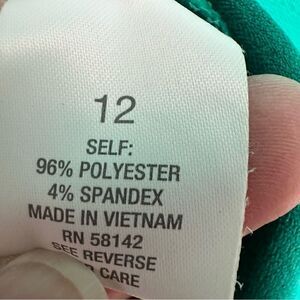 12
SELF:
96% POLYESTER
4% SPANDEX
MADE IN VIETNAM
RN 58142
SEE REVERSE
CARE